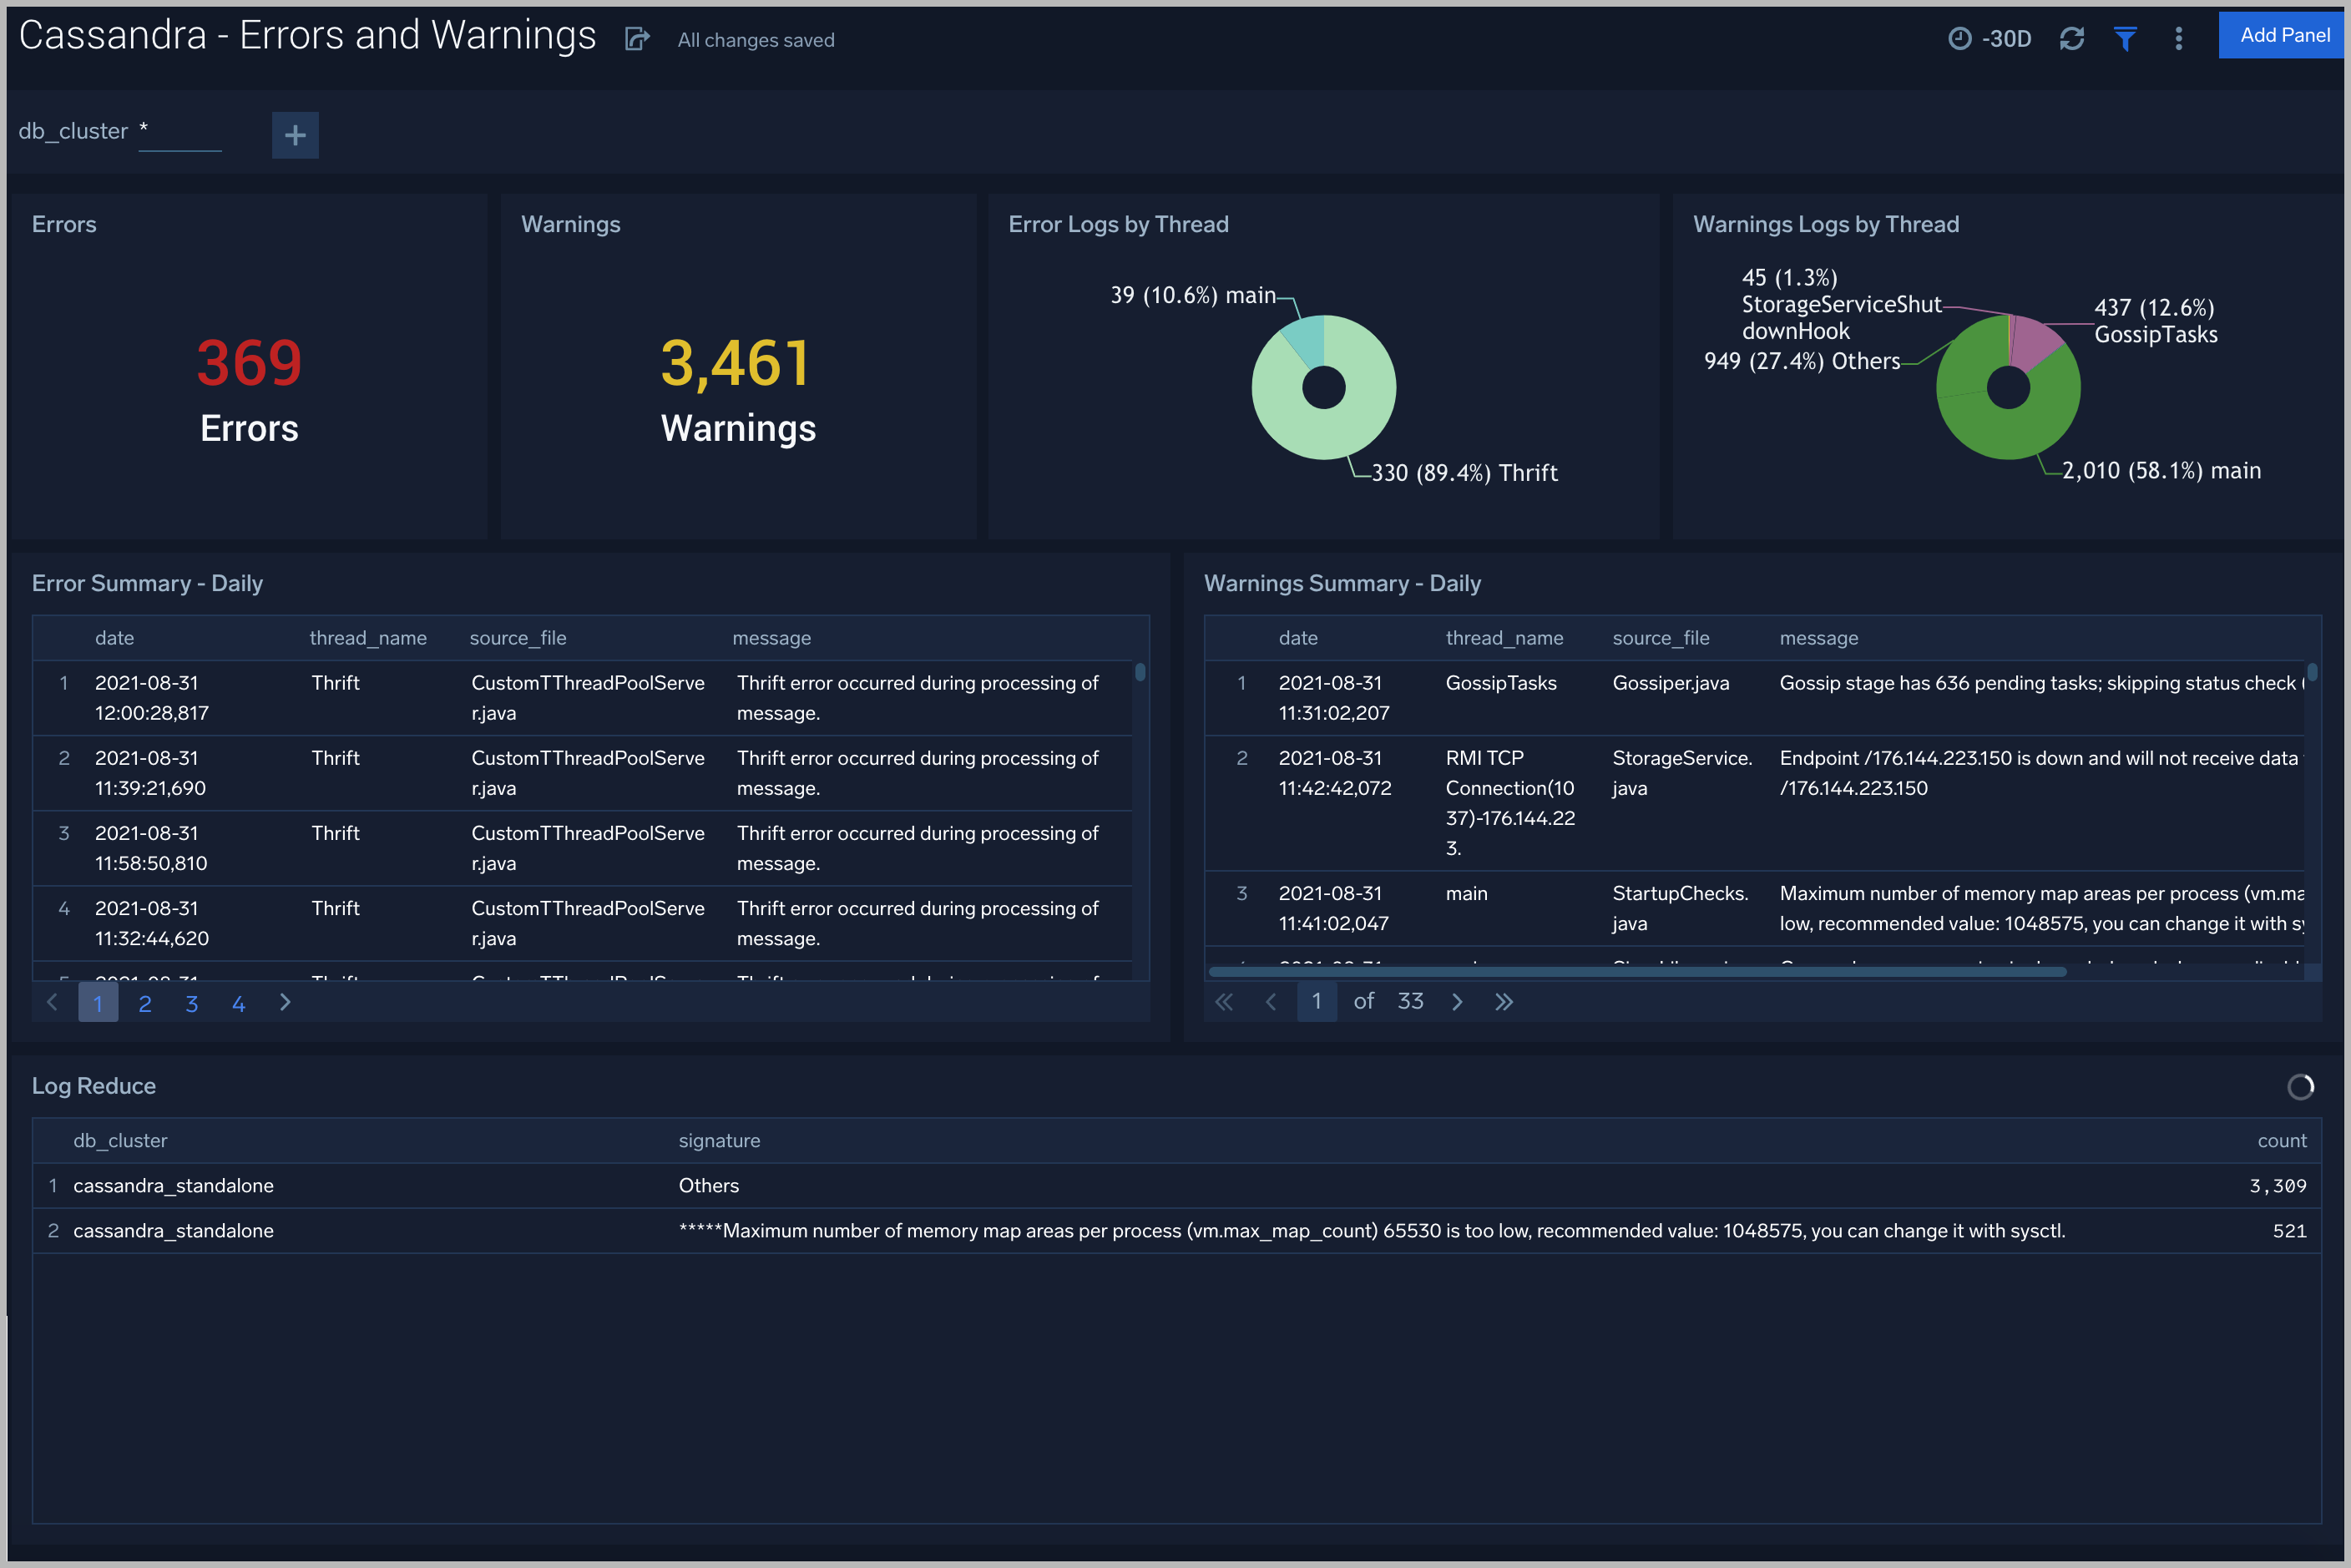 Cassandra - Errors and Warnings
All changes saved
-30D
Add Panel
db_cluster *
Errors
369
Errors
Warnings
3,461
Warnings
Error Logs by Thread
39 (10.6%) main
330 (89.4%) Thrift
Warnings Logs by Thread
45 (1.3%)
StorageServiceShut
downHook
437 (12.6%)
GossipTasks
949 (27.4%) Others
2,010 (58.1%) main
Error Summary - Daily
date thread_name source_file message
1 2021-08-31 Thrift CustomTThreadPoolServe Thrift error occurred during processing of
12:00:28,817 r.java message.
2 2021-08-31 Thrift CustomTThreadPoolServe Thrift error occurred during processing of
11:39:21,690 r.java message.
3 2021-08-31 Thrift CustomTThreadPoolServe Thrift error occurred during processing of
11:58:50,810 r.java message.
4 2021-08-31 Thrift CustomTThreadPoolServe Thrift error occurred during processing of
11:32:44,620 r.java message.
1 2 3 4
Warnings Summary - Daily
date thread_name source_file message
1 2021-08-31 GossipTasks Gossiper.java Gossip stage has 636 pending tasks; skipping status check (
11:31:02,207
2 2021-08-31 RMI TCP StorageService. Endpoint /176.144.223.150 is down and will not receive data
11:42:42,072 Connection(10 java /176.144.223.150
37)-176.144.22
3.
3 2021-08-31 main StartupChecks. Maximum number of memory map areas per process (vm.ma
11:41:02,047 java low, recommended value: 1048575, you can change it with sy
1 of 33
Log Reduce
db_cluster signature count
1 cassandra_standalone Others 3,309
2 cassandra_standalone *****Maximum number of memory map areas per process (vm.max_map_count) 65530 is too low, recommended value: 1048575, you can change it with sysctl. 521